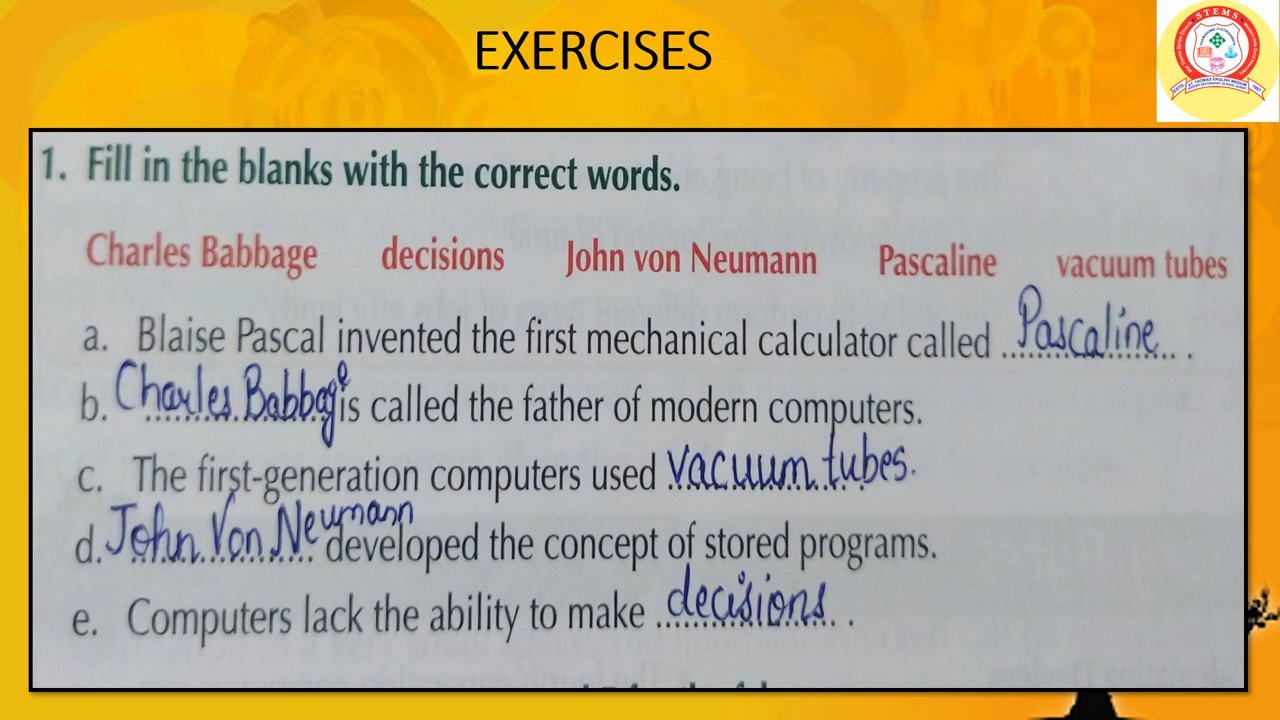 EXERCISES
STEMS
1. Fill in the blanks with the correct words.
Charles Babbage decisions John von Neumann Pascaline vacuum tubes
a. Blaise Pascal invented the first mechanical calculator called Pascaline .
b. Charles Babbage is called the father of modern computers.
c. The first-generation computers used vacuum tubes.
d. John Von Neumann developed the concept of stored programs.
e. Computers lack the ability to make decisions .